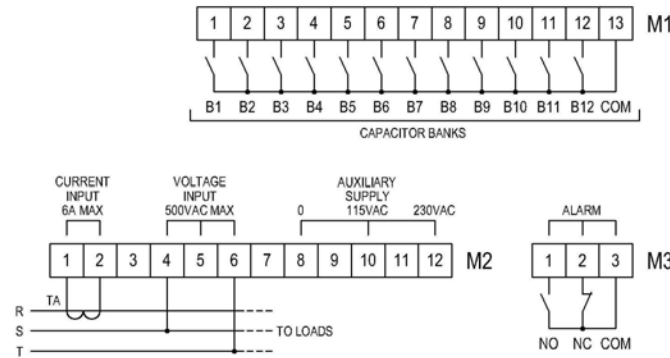 1 2 3 4 5 6 7 8 9 10 11 12 13 M1
B1 B2 B3 B4 B5 B6 B7 B8 B9 B10 B11 B12 COM
CAPACITOR BANKS
CURRENT
INPUT
6A MAX
VOLTAGE
INPUT
500VAC MAX
AUXILIARY
SUPPLY
0 115VAC 230VAC
ALARM
1 2 3 4 5 6 7 8 9 10 11 12 M2
1 2 3 M3
TA
R
S TO LOADS
T
NO NC COM